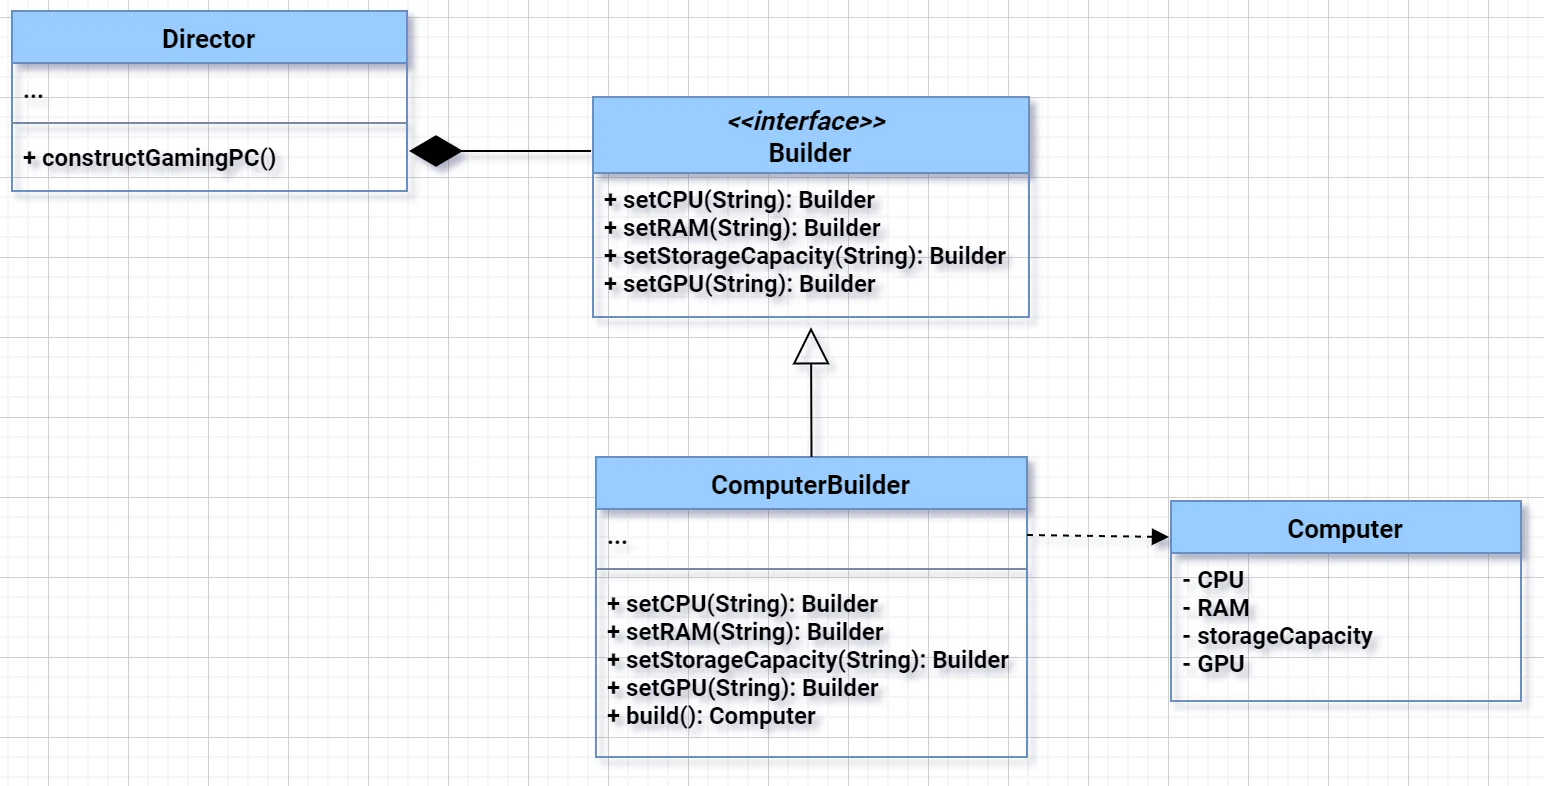 Director
...
+ constructGamingPC()
<<interface>>
Builder
+ setCPU(String): Builder
+ setRAM(String): Builder
+ setStorageCapacity(String): Builder
+ setGPU(String): Builder
ComputerBuilder
...
+ setCPU(String): Builder
+ setRAM(String): Builder
+ setStorageCapacity(String): Builder
+ setGPU(String): Builder
+ build(): Computer
Computer
- CPU
- RAM
- storageCapacity
- GPU